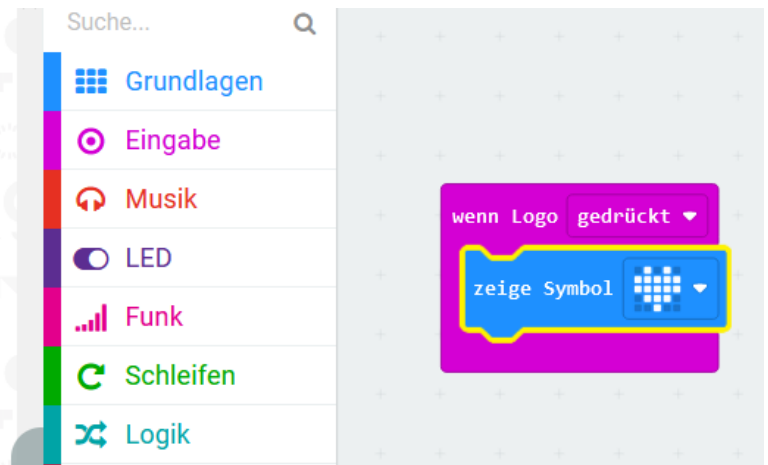 Suche...
Grundlagen
Eingabe
Musik
LED
Funk
Schleifen
Logik
wenn Logo gedrückt
zeige Symbol